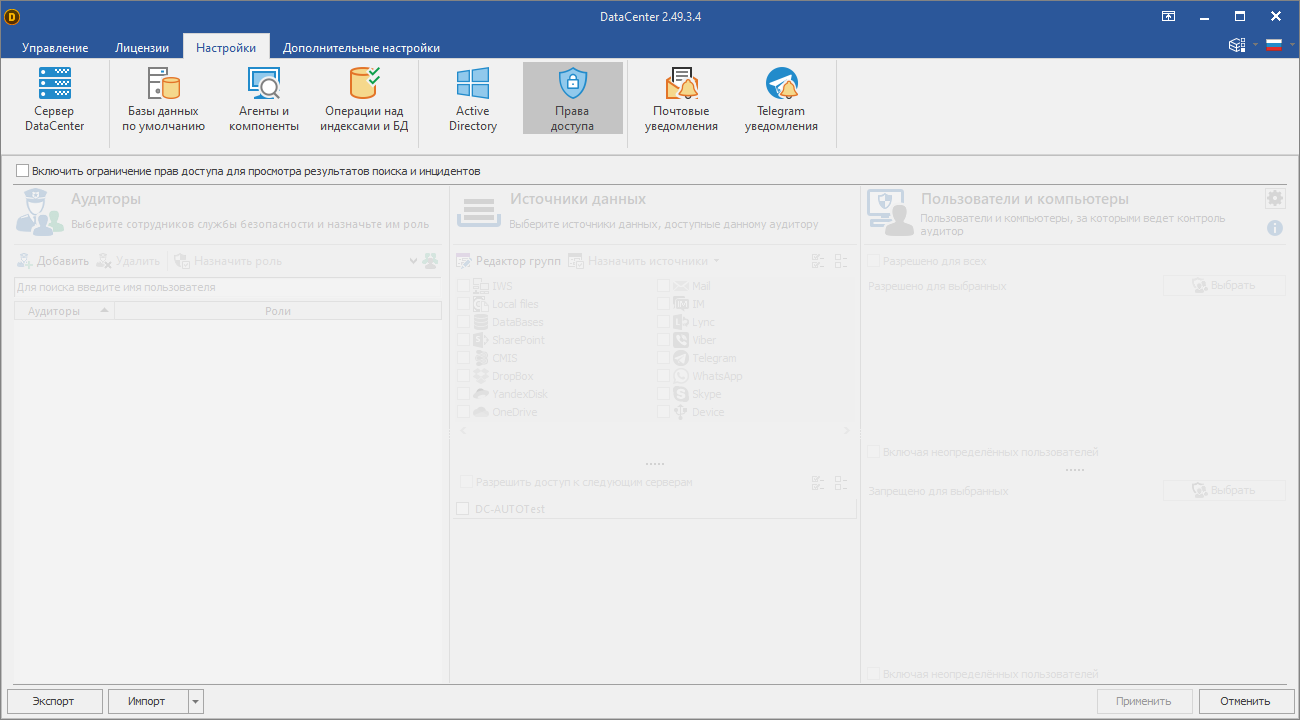 DataCenter 2.49.3.4
Управление Лицензии Настройки Дополнительные настройки
Сервер DataCenter
Базы данных по умолчанию
Агенты и компоненты
Операции над индексами и БД
Active Directory
Права доступа
Почтовые уведомления
Telegram уведомления
Включить ограничение прав доступа для просмотра результатов поиска и инцидентов
Аудиторы
Выберите сотрудников службы безопасности и назначьте им роль
Добавить Удалить Назначить роль
Для поиска введите имя пользователя
Аудиторы Роли
Источники данных
Выберите источники данных, доступные данному аудитору
Редактор групп Назначить источники
IWS Mail
Local files IM
DataBases Lync
SharePoint Viber
CMIS Telegram
DropBox WhatsApp
YandexDisk Skype
OneDrive Device
Разрешить доступ к следующим серверам
DC-AUTOTest
Пользователи и компьютеры
Пользователи и компьютеры, за которыми ведет контроль
аудитор
Разрешено для всех
Разрешено для выбранных Выбрать
Включая неопределённых пользователей
Запрещено для выбранных Выбрать
Включая неопределённых пользователей
Экспорт Импорт Применить Отменить